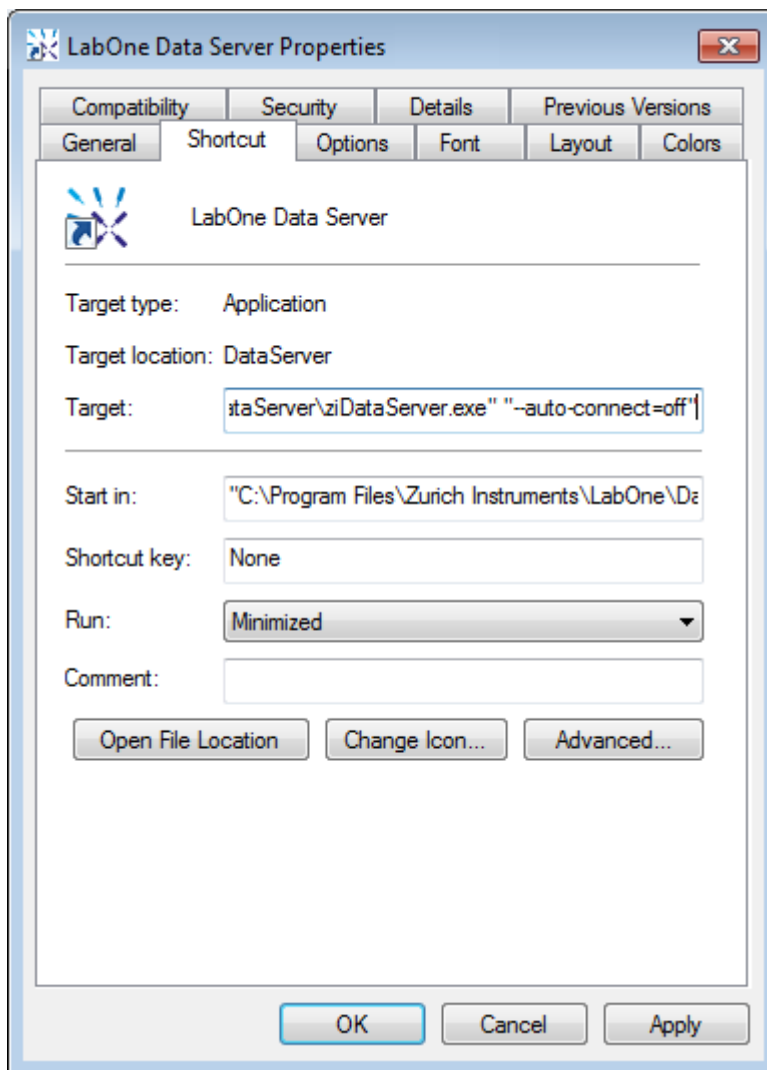 LabOne Data Server Properties
Compatibility Security Details Previous Versions
General Shortcut Options Font Layout Colors
LabOne Data Server
Target type: Application
Target location: DataServer
Target: ataServer\ziDataServer.exe" "--auto-connect=off"
Start in: "C:\Program Files\Zurich Instruments\LabOne\Da
Shortcut key: None
Run: Minimized
Comment:
Open File Location Change Icon... Advanced...
OK Cancel Apply